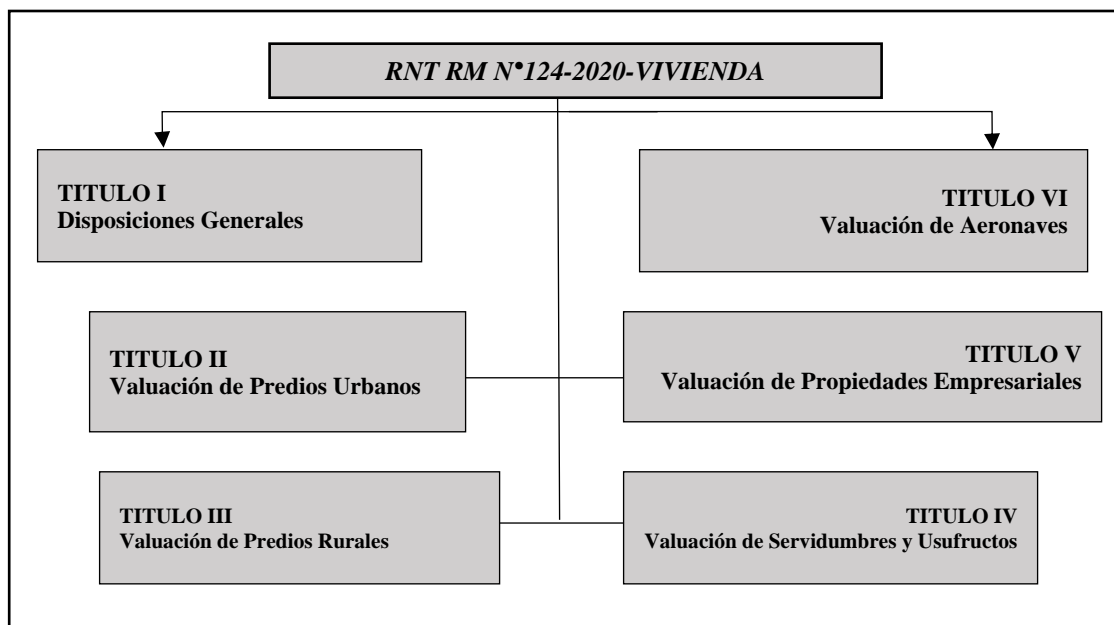 RNT RM N°124-2020-VIVIENDA
TITULO I
Disposiciones Generales
TITULO VI
Valuación de Aeronaves
TITULO II
Valuación de Predios Urbanos
TITULO V
Valuación de Propiedades Empresariales
TITULO III
Valuación de Predios Rurales
TITULO IV
Valuación de Servidumbres y Usufructos